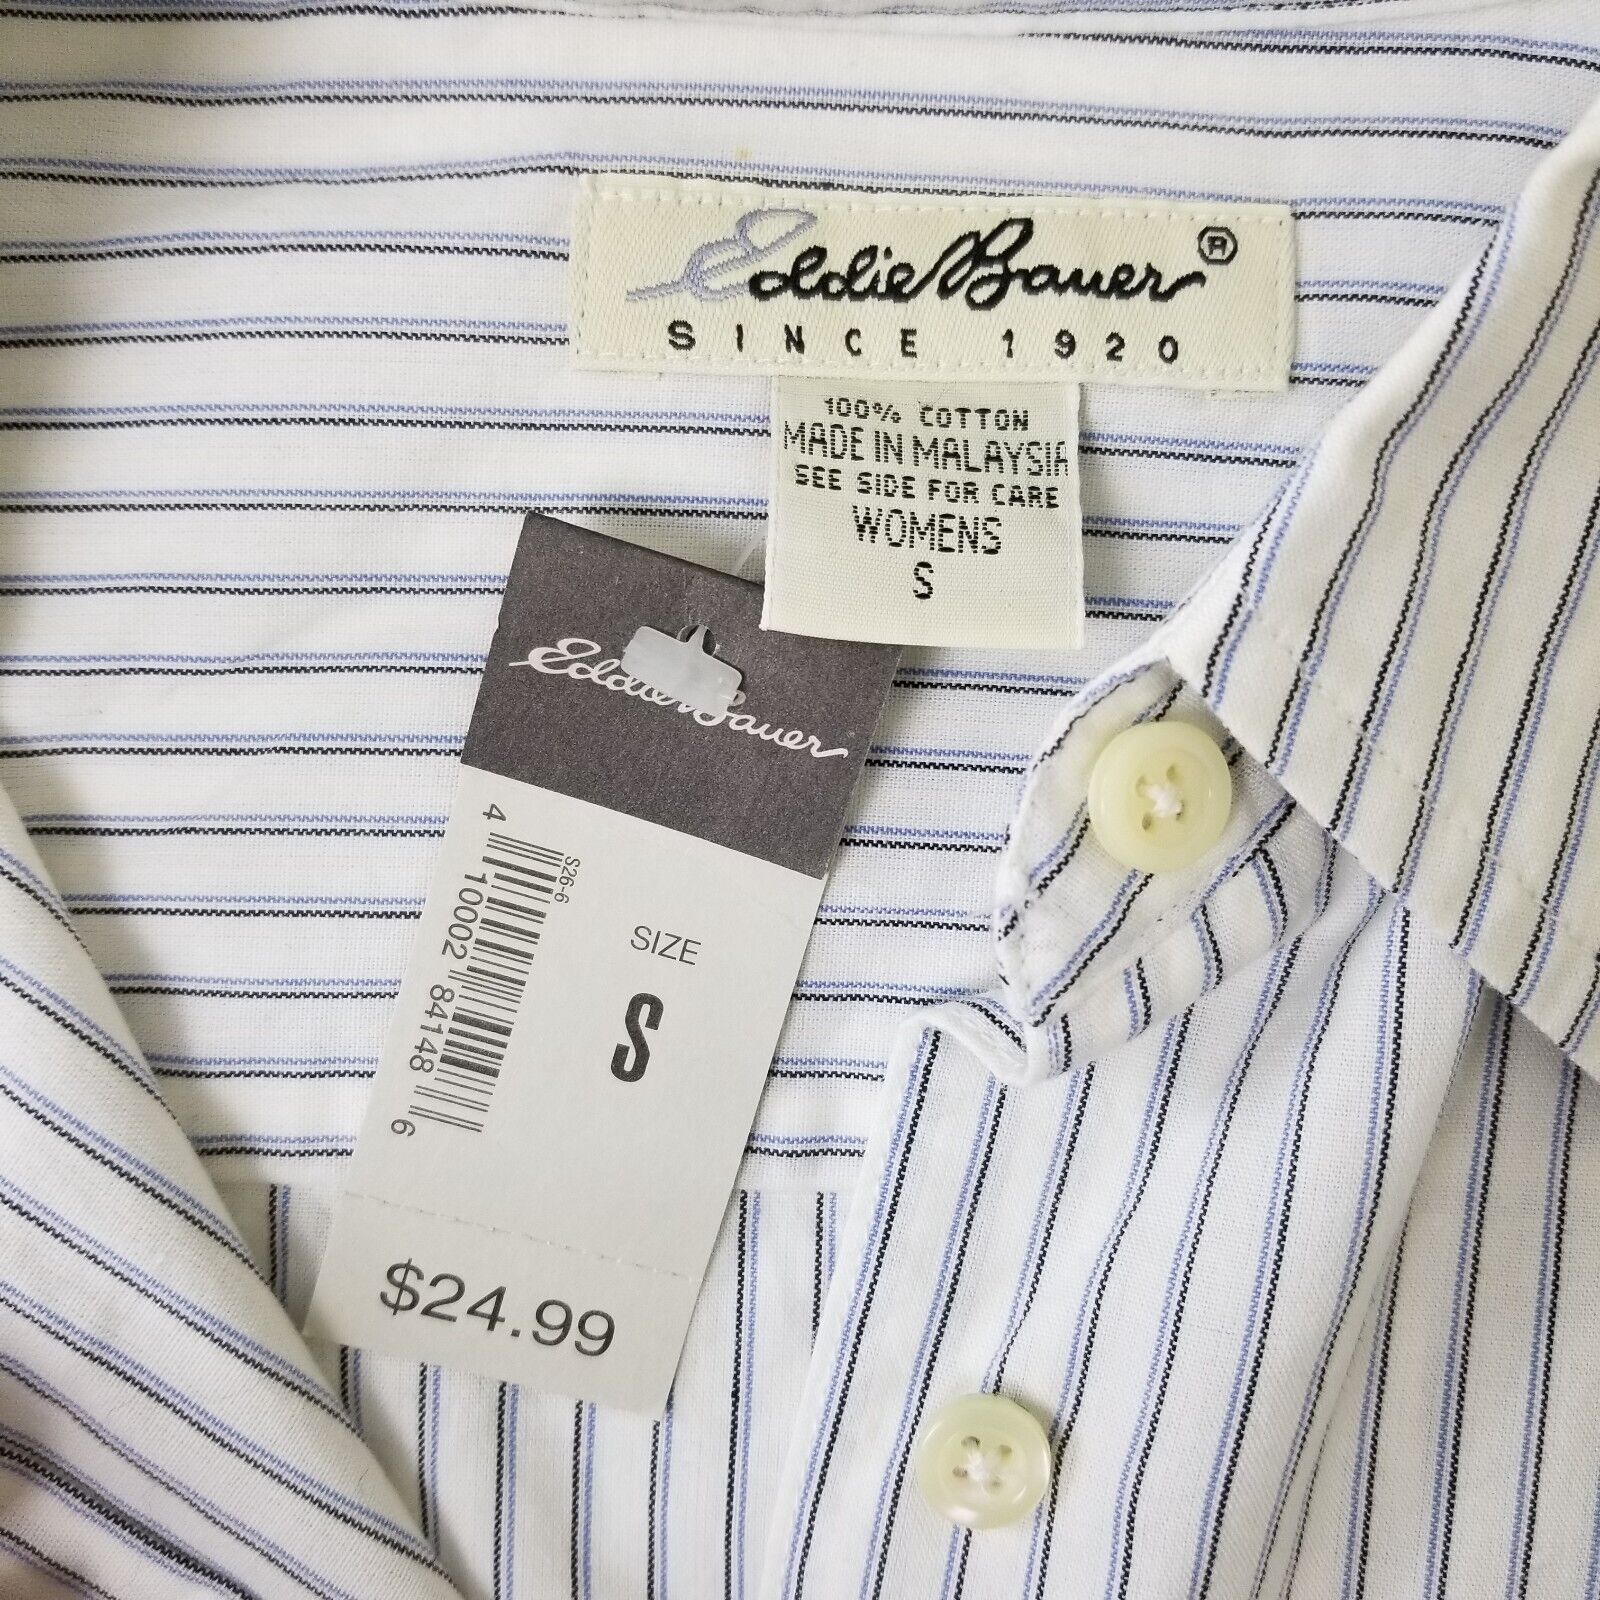 Eddie Bauer®
SINCE 1920
100% COTTON
MADE IN MALAYSIA
SEE SIDE FOR CARE
WOMENS
S
Eddie Bauer
S26-6
4 10002 84148 6
SIZE
S
$24.99